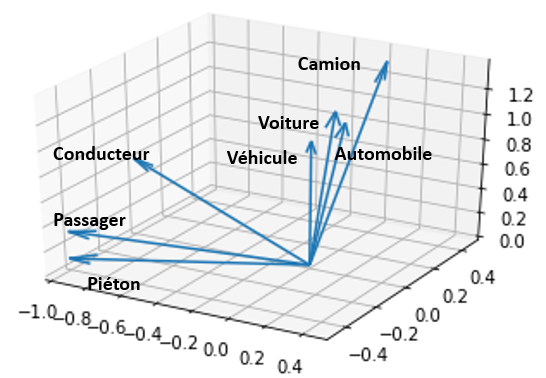 Camion
Voiture
Véhicule
Automobile
Conducteur
Passager
Piéton
1.2
1.0
0.8
0.6
0.4
0.2
0.0
0.4
0.2
0.0
−0.2
−0.4
−1.0
−0.8
−0.6
−0.4
−0.2
0.0
0.2
0.4